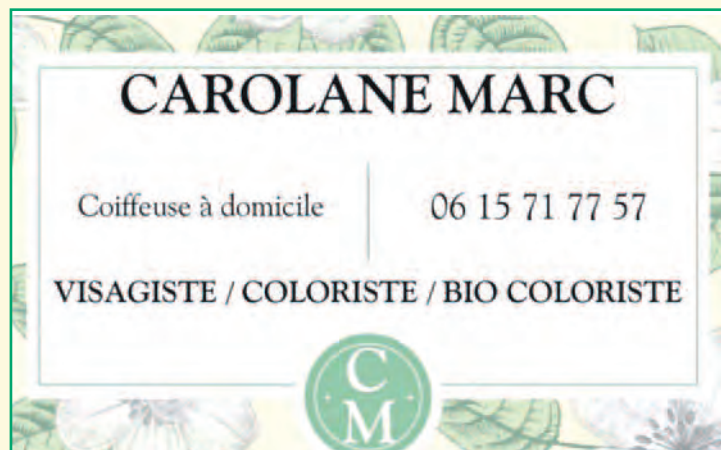 CAROLANE MARC
Coiffeuse à domicile
06 15 71 77 57
VISAGISTE / COLORISTE / BIO COLORISTE
C
M